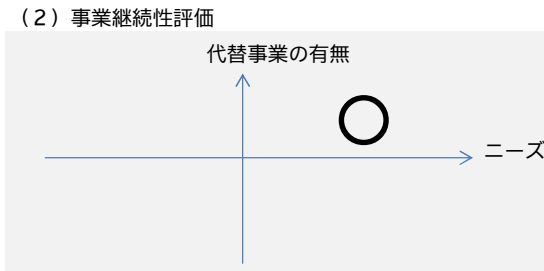 （２）事業継続性評価
代替事業の有無
ニーズ